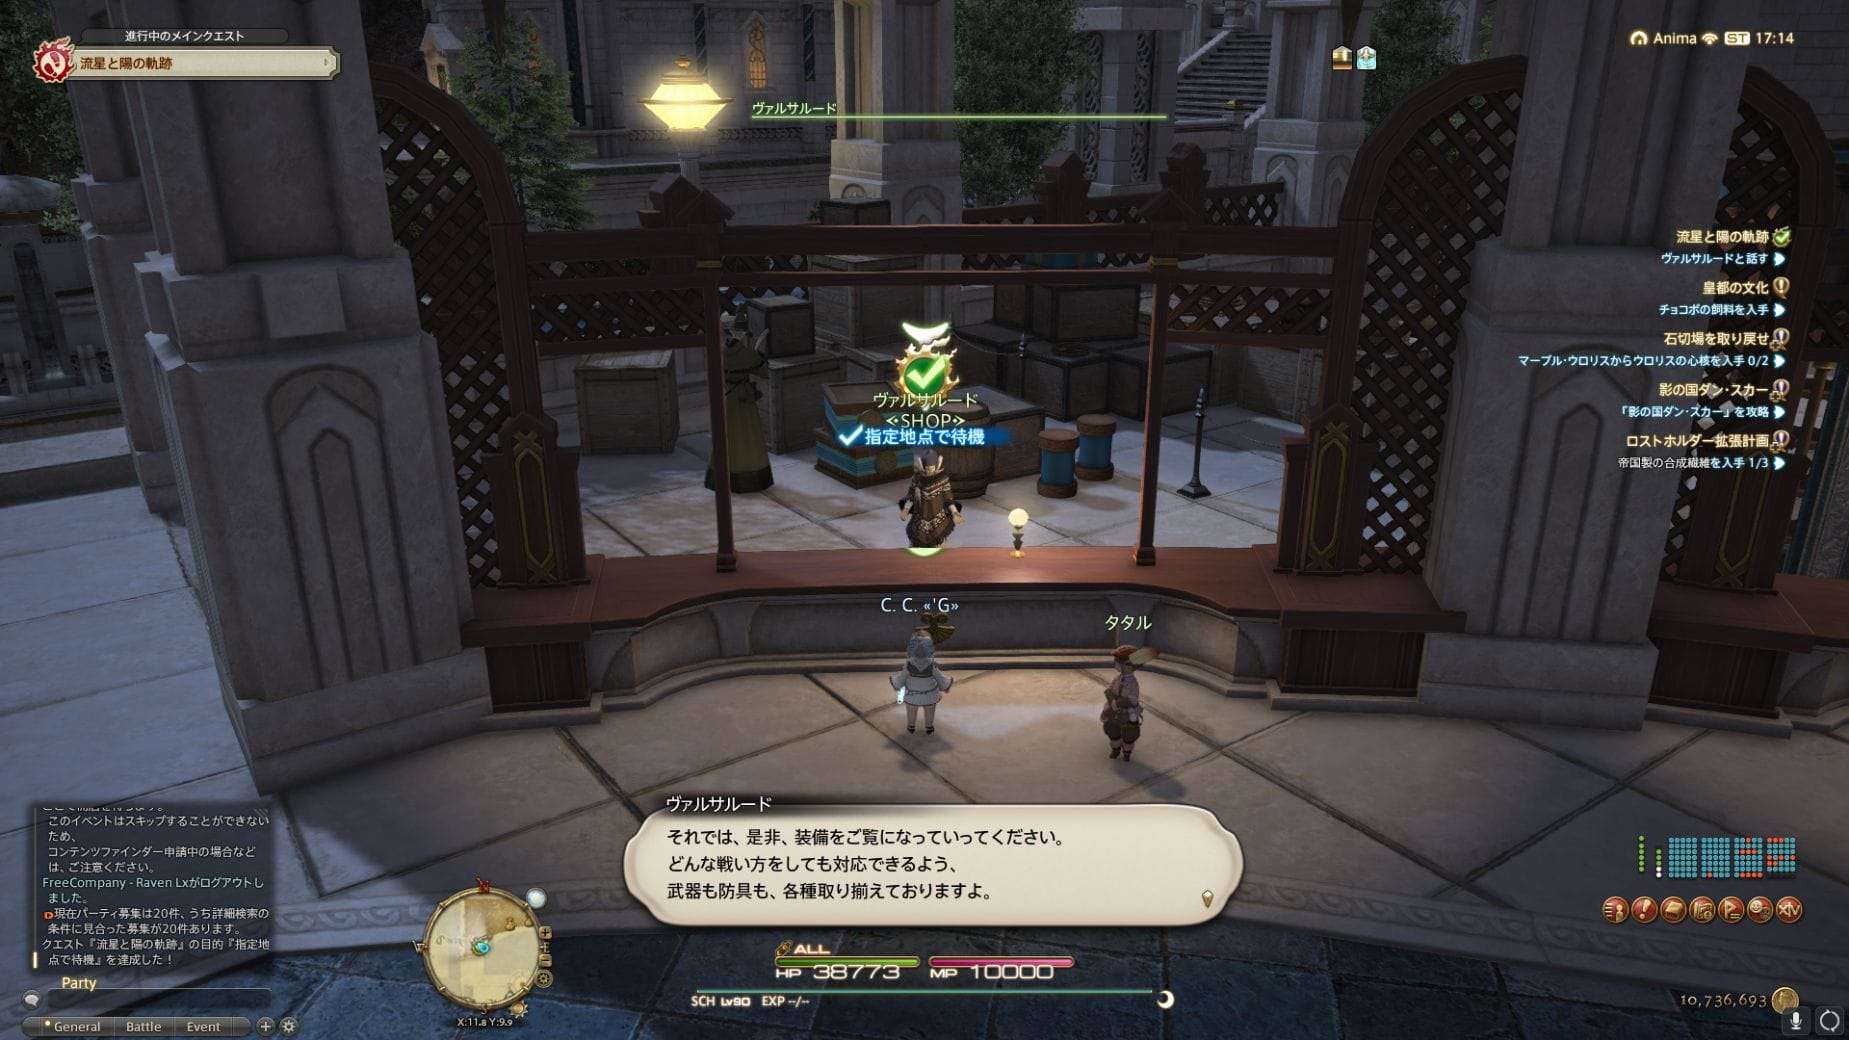 進行中のメインクエスト
流星と陽の軌跡
Anima ST 17:14
ヴァルサルード
流星と陽の軌跡
ヴァルサルードと話す
皇都の文化
チョコボの飼料を入手
石切場を取り戻せ
マーブル・ウロリスからウロリスの心核を入手 0/2
影の国ダン・スカー
『影の国ダン・スカー』を攻略
ロストホルダー拡張計画
帝国製の合成繊維を入手 1/3
ヴァルサルード
«SHOP»
指定地点で待機
C. C. «'G»
タタル
ヴァルサルード
それでは、是非、装備をご覧になっていってください。
どんな戦い方をしても対応できるよう、
武器も防具も、各種取り揃えておりますよ。
このイベントはスキップすることができない
ため、
コンテンツファインダー申請中の場合など
は、ご注意ください。
FreeCompany - Raven Lxがログアウトし
ました。
現在パーティ募集は20件、うち詳細検索の
条件に見合った募集が20件あります。
クエスト『流星と陽の軌跡』の目的『指定地
点で待機』を達成した！
Party
General Battle Event
X:11.8 Y:9.9
ALL
HP 38773 MP 10000
SCH Lv90 EXP --/--
XIV
10,736,693